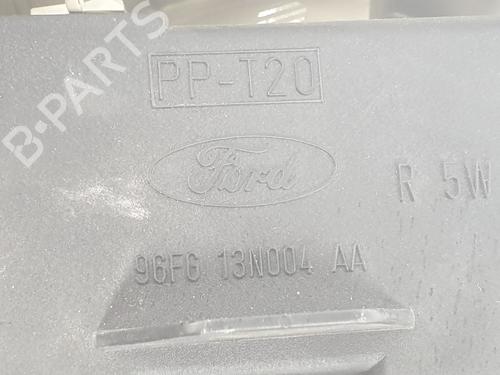 PP-T20
Ford
R 5W
96FG 13N004 AA
B-PARTS